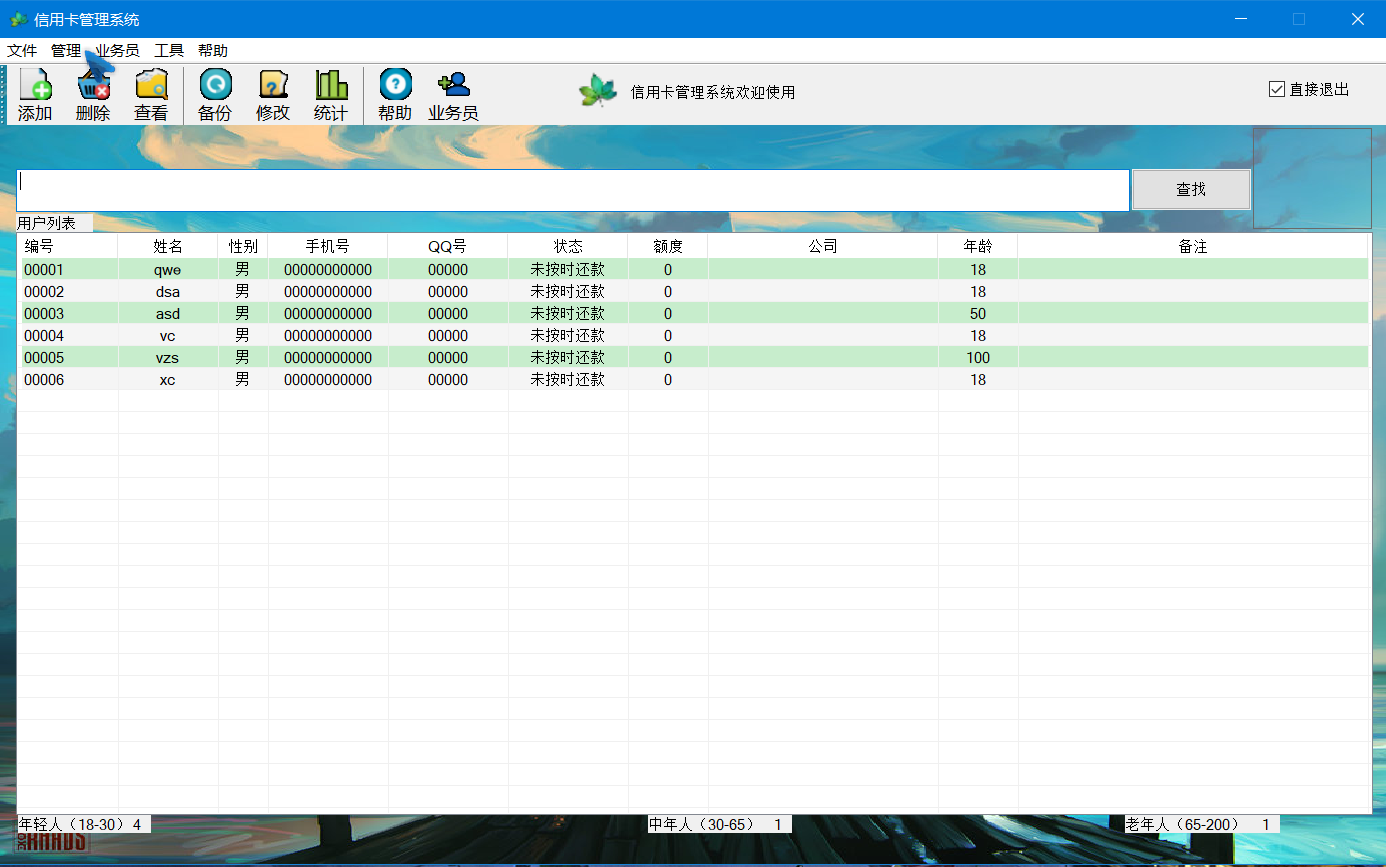 信用卡管理系统
文件 管理 业务员 工具 帮助
添加 删除 查看 备份 修改 统计 帮助 业务员 信用卡管理系统欢迎使用 直接退出
查找
用户列表
编号 姓名 性别 手机号 QQ号 状态 额度 公司 年龄 备注
00001 qwe 男 00000000000 00000 未按时还款 0 18
00002 dsa 男 00000000000 00000 未按时还款 0 18
00003 asd 男 00000000000 00000 未按时还款 0 50
00004 vc 男 00000000000 00000 未按时还款 0 18
00005 vzs 男 00000000000 00000 未按时还款 0 100
00006 xc 男 00000000000 00000 未按时还款 0 18
年轻人（18-30）4 中年人（30-65） 1 老年人（65-200） 1